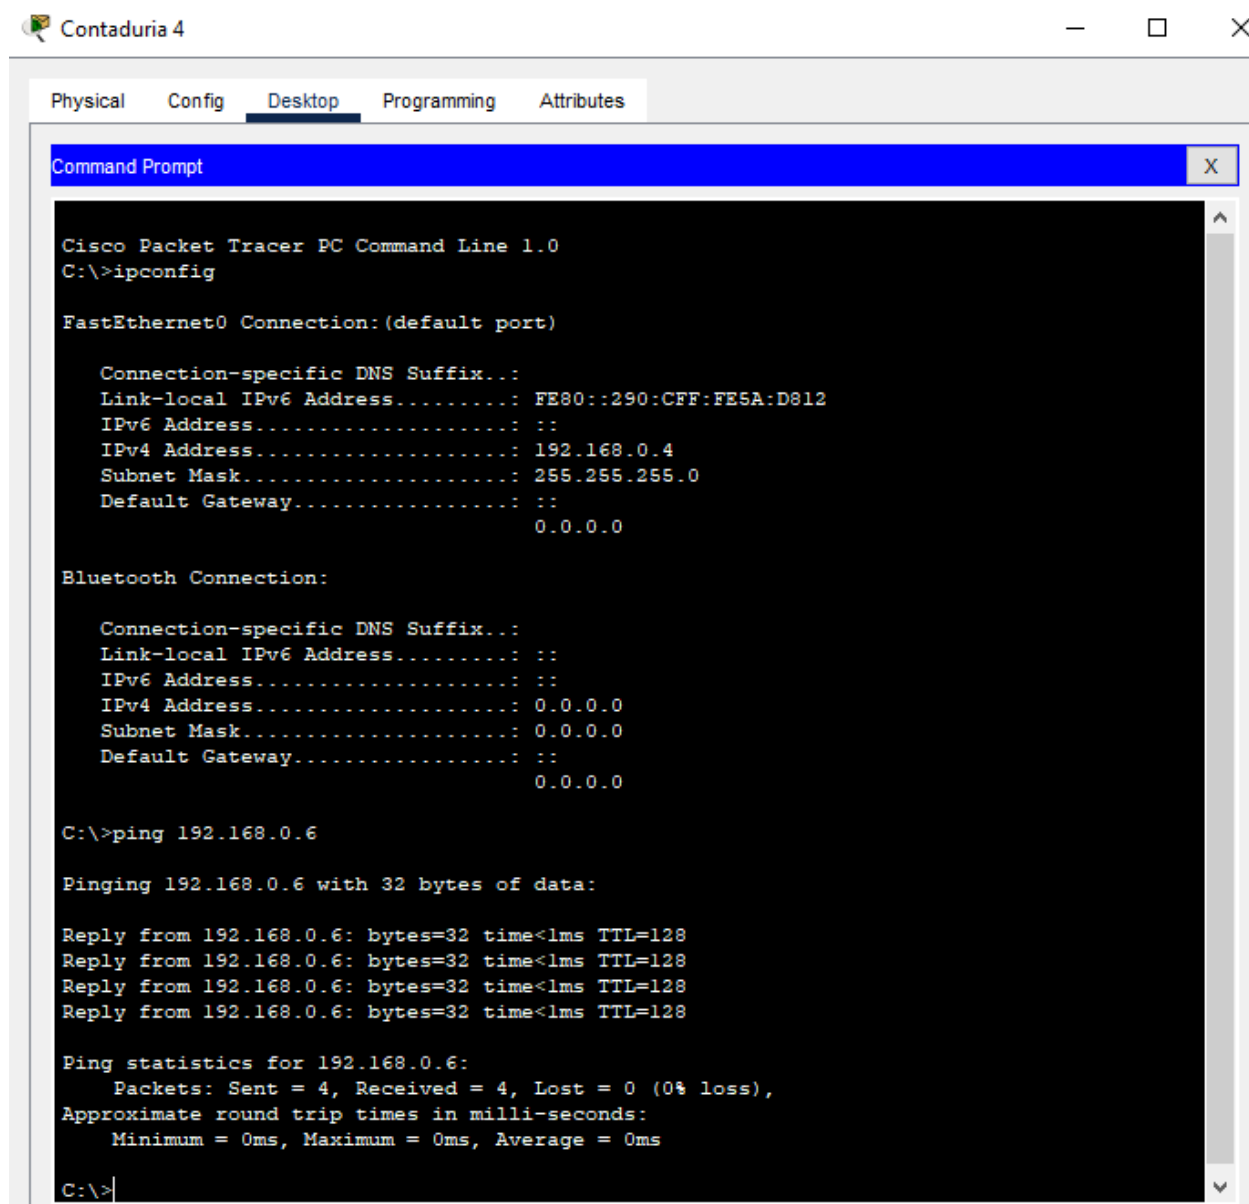 Contaduria 4
Physical Config Desktop Programming Attributes
Command Prompt
X
Cisco Packet Tracer PC Command Line 1.0
C:\>ipconfig
FastEthernet0 Connection:(default port)
Connection-specific DNS Suffix..:
Link-local IPv6 Address.........: FE80::290:CFF:FE5A:D812
IPv6 Address....................: ::
IPv4 Address....................: 192.168.0.4
Subnet Mask.....................: 255.255.255.0
Default Gateway.................: ::
0.0.0.0
Bluetooth Connection:
Connection-specific DNS Suffix..:
Link-local IPv6 Address.........: ::
IPv6 Address....................: ::
IPv4 Address....................: 0.0.0.0
Subnet Mask.....................: 0.0.0.0
Default Gateway.................: ::
0.0.0.0
C:\>ping 192.168.0.6
Pinging 192.168.0.6 with 32 bytes of data:
Reply from 192.168.0.6: bytes=32 time<1ms TTL=128
Reply from 192.168.0.6: bytes=32 time<1ms TTL=128
Reply from 192.168.0.6: bytes=32 time<1ms TTL=128
Reply from 192.168.0.6: bytes=32 time<1ms TTL=128
Ping statistics for 192.168.0.6:
Packets: Sent = 4, Received = 4, Lost = 0 (0% loss),
Approximate round trip times in milli-seconds:
Minimum = 0ms, Maximum = 0ms, Average = 0ms
C:\>